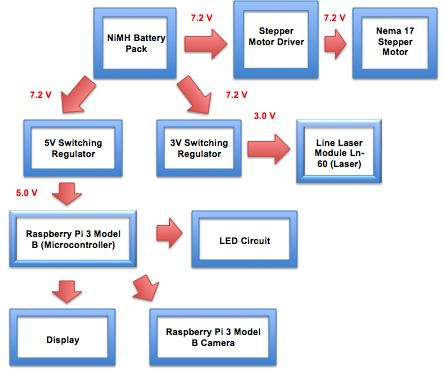 NiMH Battery
Pack
7.2 V
Stepper
Motor Driver
7.2 V
Nema 17
Stepper
Motor
7.2 V
7.2 V
5V Switching
Regulator
3V Switching
Regulator
3.0 V
Line Laser
Module Ln-
60 (Laser)
5.0 V
Raspberry Pi 3 Model
B (Microcontroller)
LED Circuit
Display
Raspberry Pi 3 Model
B Camera